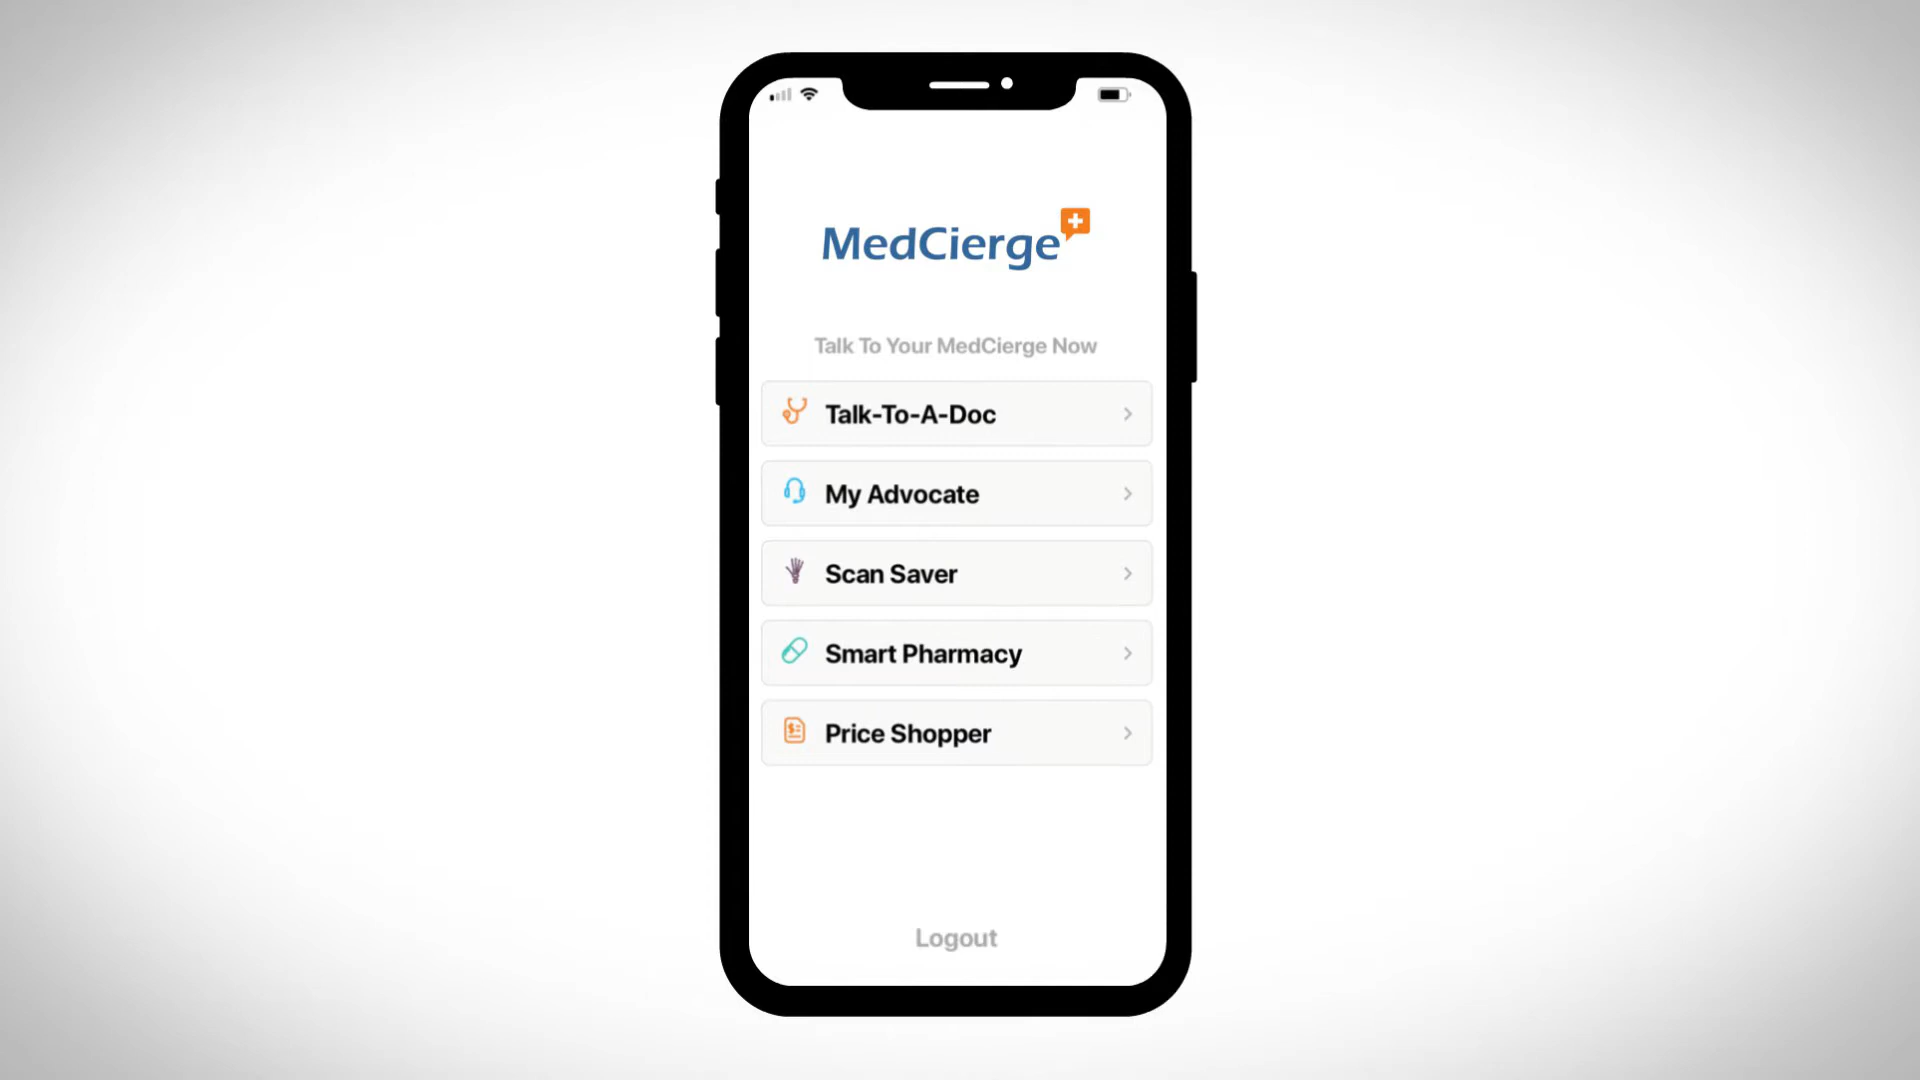 MedCierge
Talk To Your MedCierge Now
Talk-To-A-Doc
My Advocate
Scan Saver
Smart Pharmacy
Price Shopper
Logout